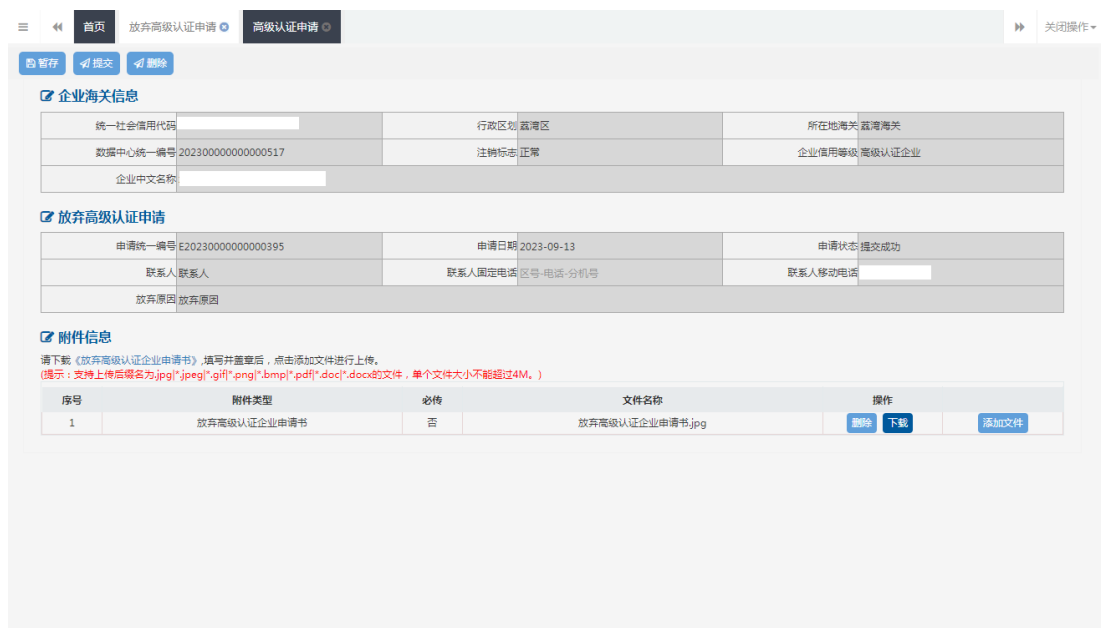 首页 放弃高级认证申请 高级认证申请 关闭操作
暂存 提交 删除
企业海关信息
统一社会信用代码 行政区划 荔湾区 所在地海关 荔湾海关
数据中心统一编号 202300000000000517 注销标志 正常 企业信用等级 高级认证企业
企业中文名称
放弃高级认证申请
申请统一编号 E20230000000000395 申请日期 2023-09-13 申请状态 提交成功
联系人 联系人 联系人固定电话 区号-电话-分机号 联系人移动电话
放弃原因 放弃原因
附件信息
请下载《放弃高级认证企业申请书》,填写并盖章后，点击添加文件进行上传。
(提示：支持上传后缀名为.jpg|*.jpeg|*.gif|*.png|*.bmp|*.pdf|*.doc|*.docx的文件，单个文件大小不能超过4M。)
序号 附件类型 必传 文件名称 操作
1 放弃高级认证企业申请书 否 放弃高级认证企业申请书.jpg 删除 下载 添加文件